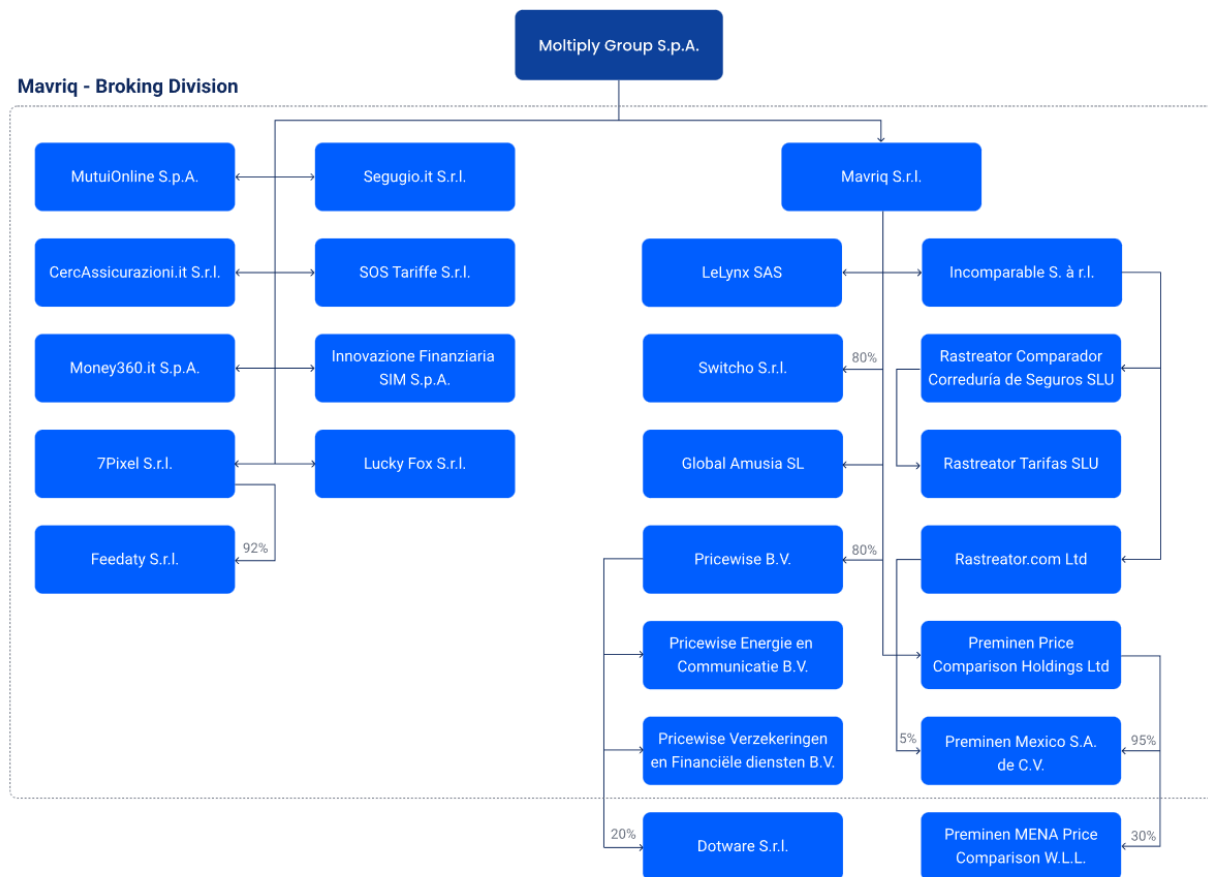 Moltiply Group S.p.A.
Mavriq - Broking Division
MutuiOnline S.p.A.
Segugio.it S.r.l.
Mavriq S.r.l.
CercAssicurazioni.it S.r.l.
SOS Tariffe S.r.l.
LeLynx SAS
Incomparable S. à r.l.
Money360.it S.p.A.
Innovazione Finanziaria
SIM S.p.A.
Switcho S.r.l.
80%
Rastreator Comparador
Correduría de Seguros SLU
7Pixel S.r.l.
Lucky Fox S.r.l.
Global Amusia SL
Rastreator Tarifas SLU
Feedaty S.r.l.
92%
Pricewise B.V.
80%
Rastreator.com Ltd
Pricewise Energie en
Communicatie B.V.
Preminen Price
Comparison Holdings Ltd
Pricewise Verzekeringen
en Financiële diensten B.V.
5%
Preminen Mexico S.A.
de C.V.
95%
20%
Dotware S.r.l.
Preminen MENA Price
Comparison W.L.L.
30%